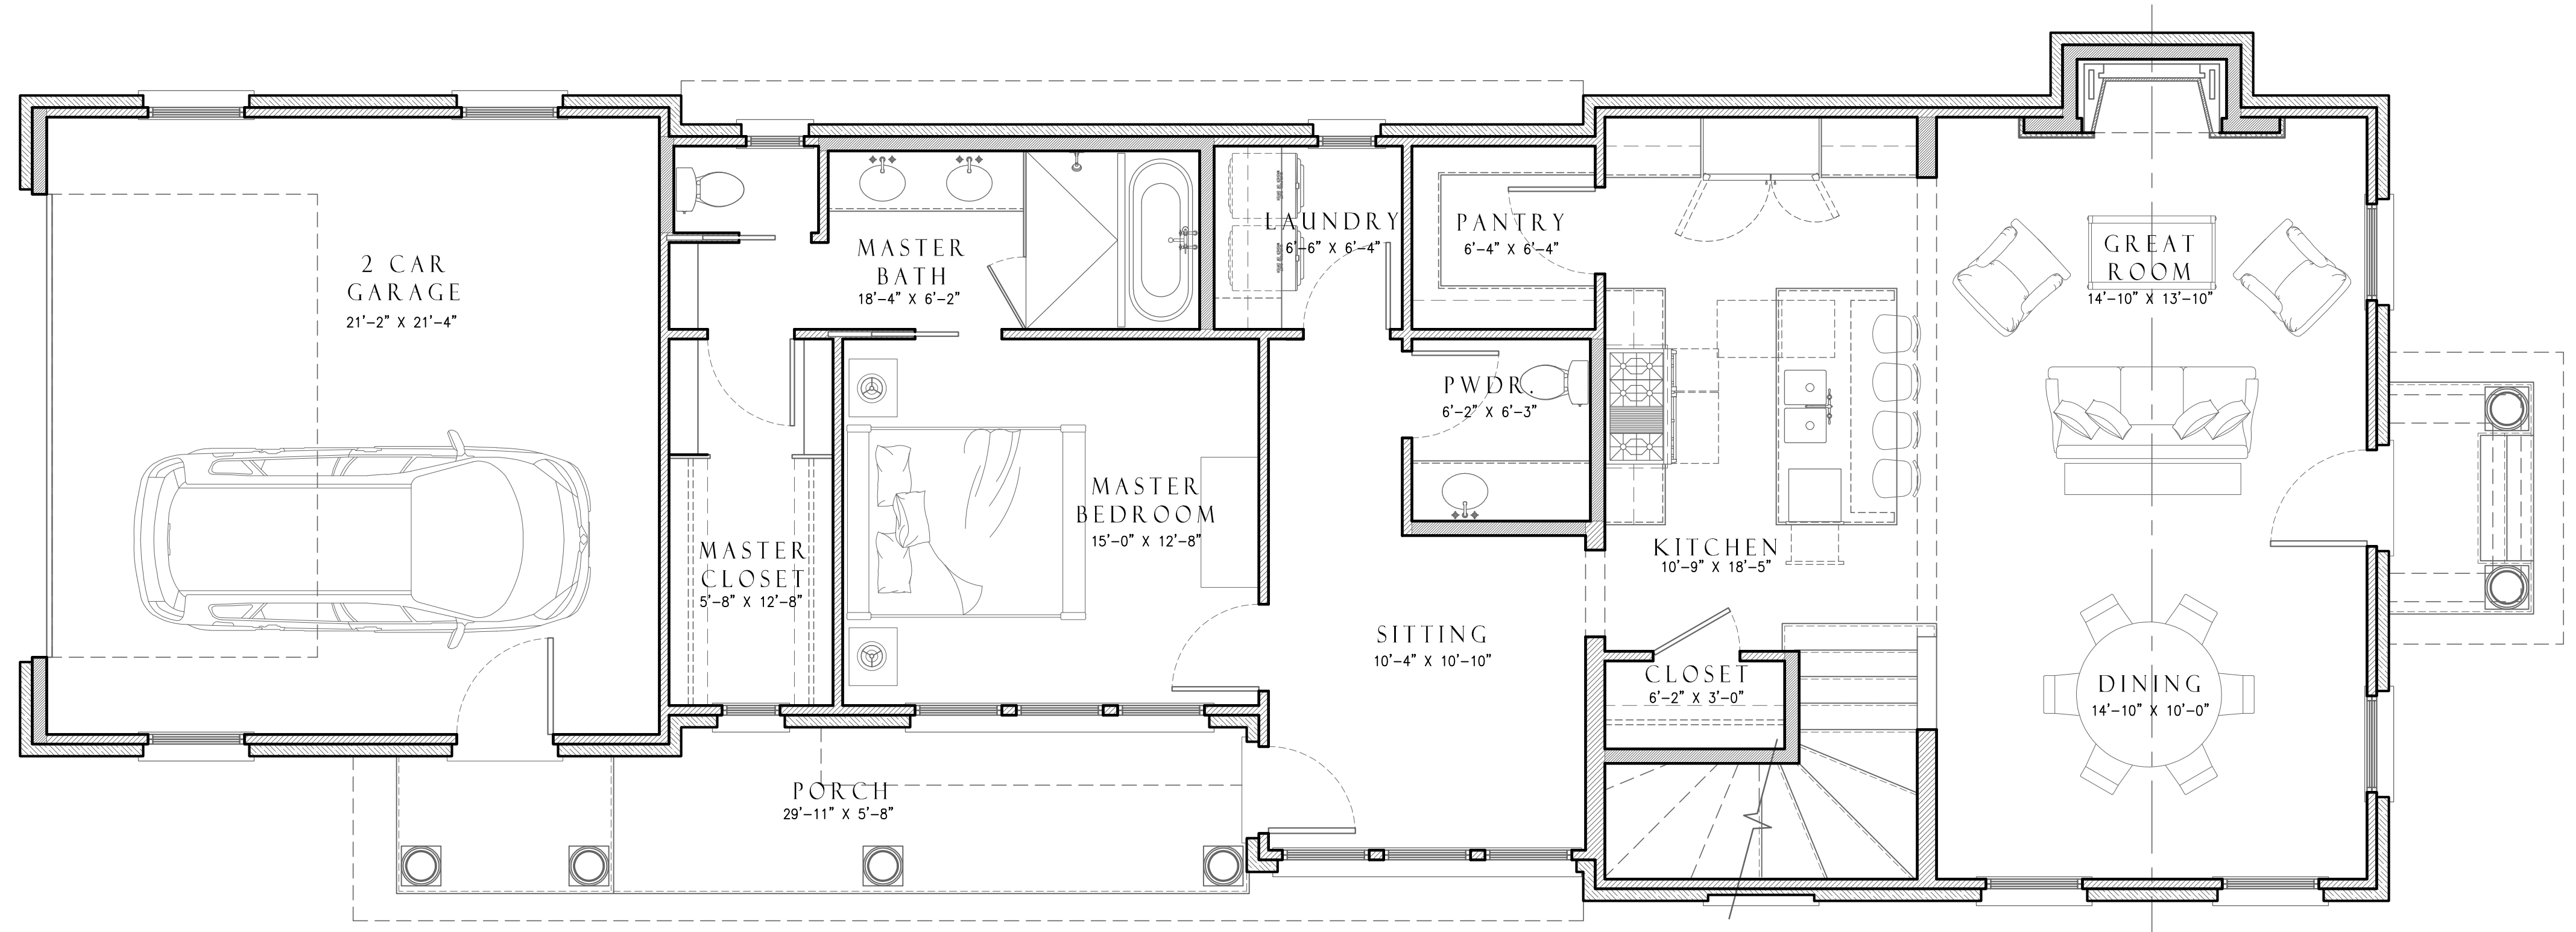 2 CAR
GARAGE
21'-2" X 21'-4"
MASTER
BATH
18'-4" X 6'-2"
LAUNDRY
6'-6" X 6'-4"
PANTRY
6'-4" X 6'-4"
GREAT
ROOM
14'-10" X 13'-10"
PWDR.
6'-2" X 6'-3"
MASTER
BEDROOM
15'-0" X 12'-8"
MASTER
CLOSET
5'-8" X 12'-8"
KITCHEN
10'-9" X 18'-5"
SITTING
10'-4" X 10'-10"
CLOSET
6'-2" X 3'-0"
DINING
14'-10" X 10'-0"
PORCH
29'-11" X 5'-8"